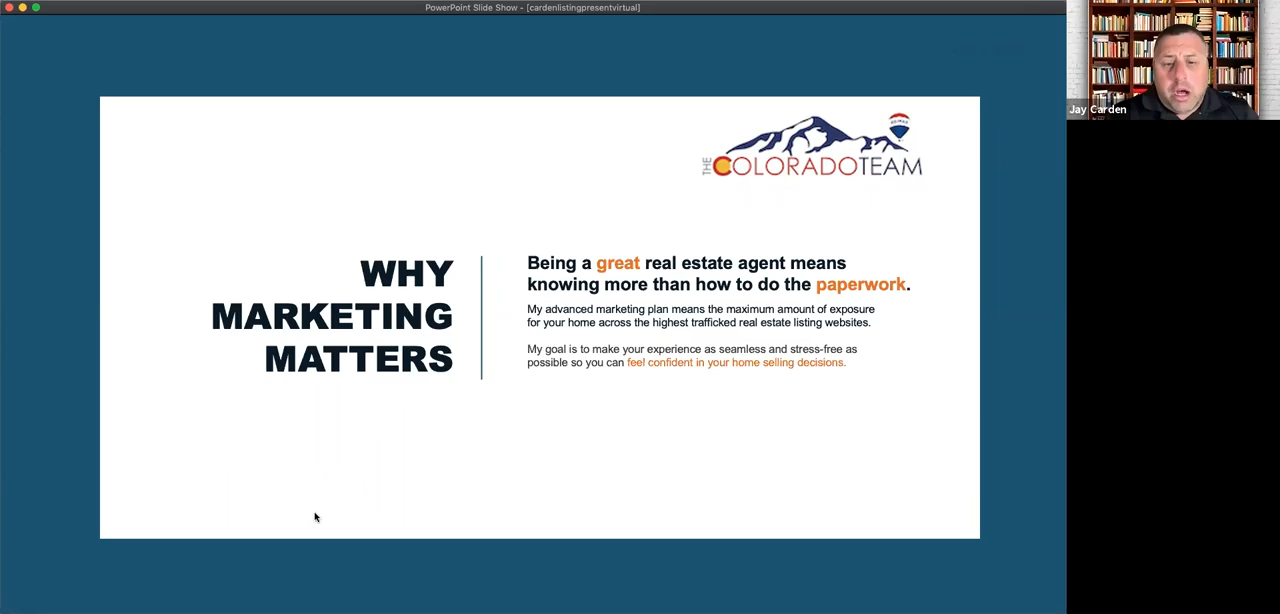 PowerPoint Slide Show - [cardenlistingpresentvirtual]
Jay Carden
RE/MAX
THE COLORADOTEAM
WHY
MARKETING
MATTERS
Being a great real estate agent means
knowing more than how to do the paperwork.
My advanced marketing plan means the maximum amount of exposure
for your home across the highest trafficked real estate listing websites.
My goal is to make your experience as seamless and stress-free as
possible so you can feel confident in your home selling decisions.